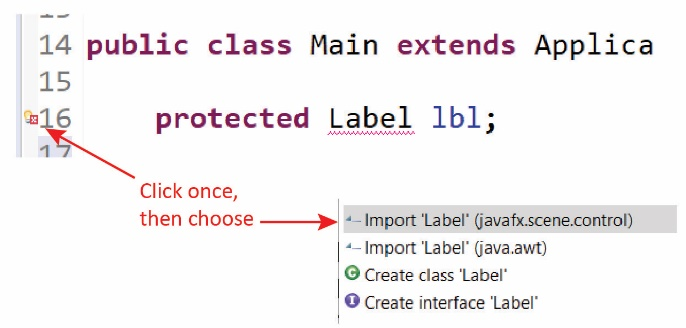 14 public class Main extends Applica
15
16 protected Label lbl;
17
Click once,
then choose
Import 'Label' (javafx.scene.control)
Import 'Label' (java.awt)
Create class 'Label'
Create interface 'Label'